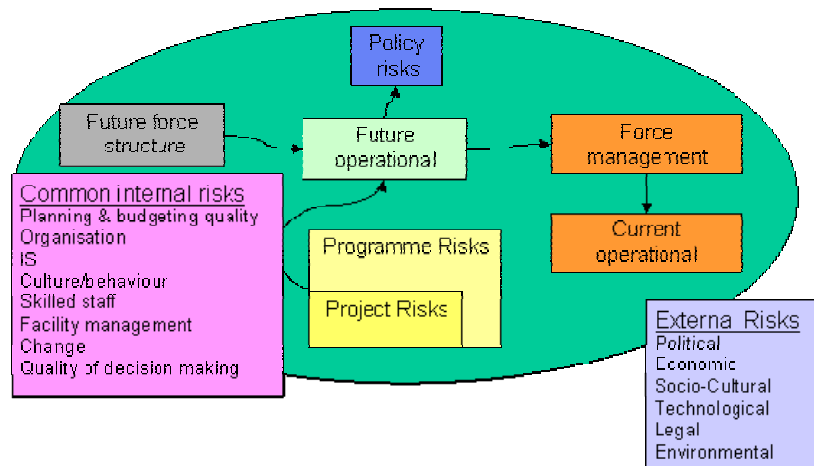 Policy
risks
Future force
structure
Future
operational
Force
management
Current
operational
Common internal risks
Planning & budgeting quality
Organisation
IS
Culture/behaviour
Skilled staff
Facility management
Change
Quality of decision making
Programme Risks
Project Risks
External Risks
Political
Economic
Socio-Cultural
Technological
Legal
Environmental